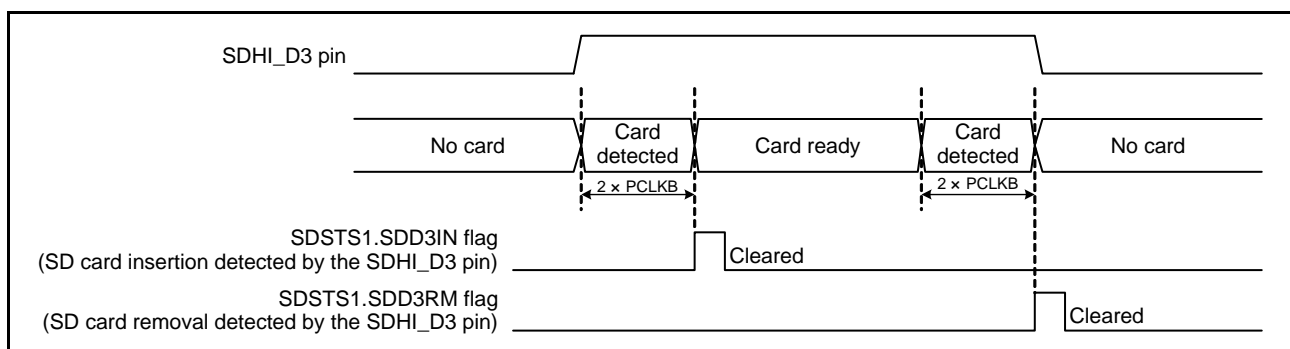 SDHI_D3 pin
No card
Card
detected
Card ready
Card
detected
No card
2 × PCLKB
2 × PCLKB
SDSTS1.SDD3IN flag
(SD card insertion detected by the SDHI_D3 pin)
Cleared
SDSTS1.SDD3RM flag
(SD card removal detected by the SDHI_D3 pin)
Cleared